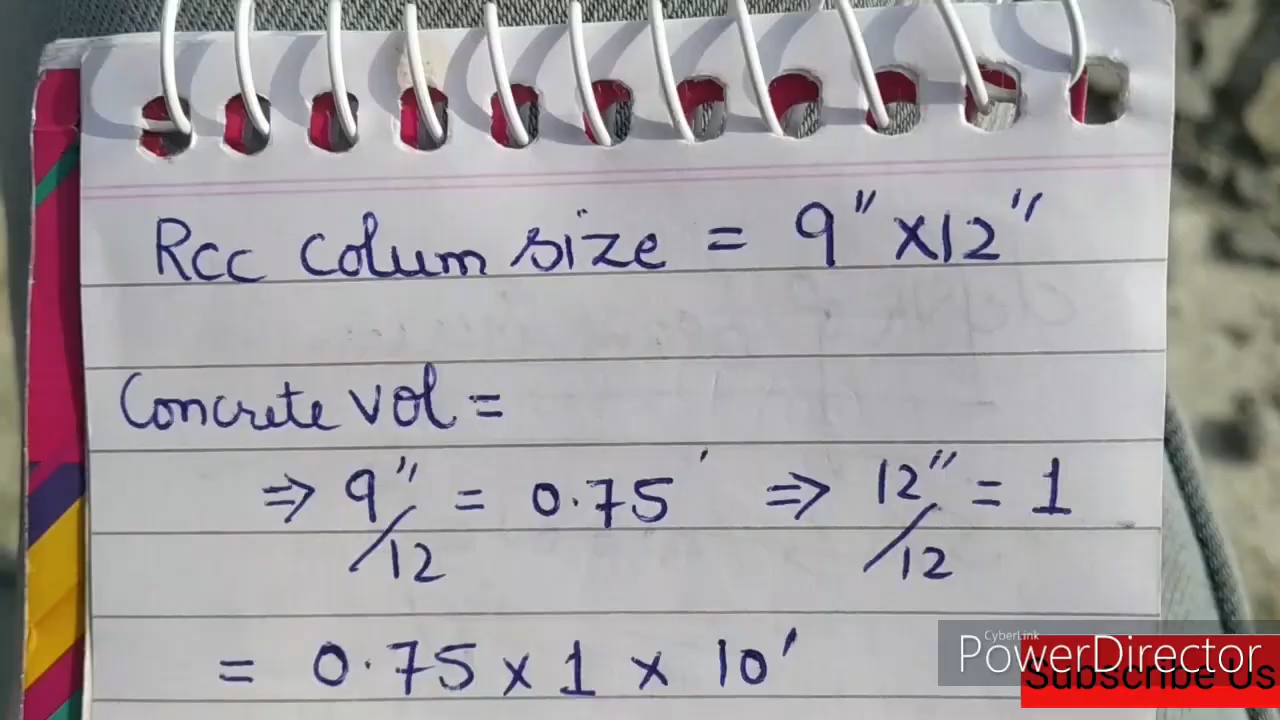 Rcc Colum size = 9" x12"
Concrete vol =
⇒ 9"/12 = 0.75' ⇒ 12"/12 = 1
= 0.75 x 1 x 10'
CyberLink
PowerDirector
Subscribe Us